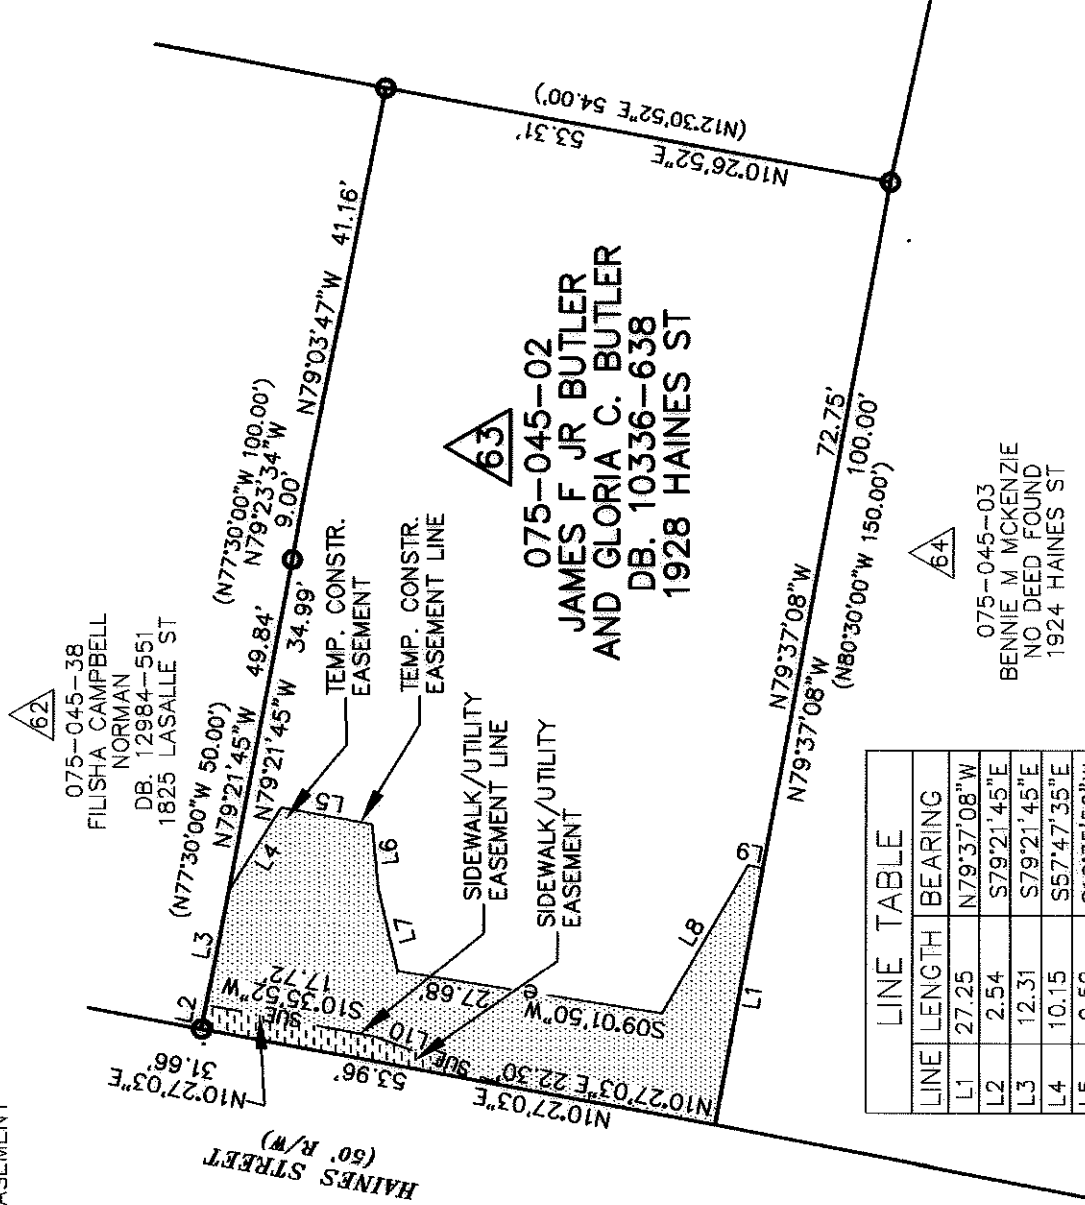 ASEMENT
62
075-045-38
FILISHA CAMPBELL
NORMAN
DB. 12984-551
1825 LASALLE ST
(N77°30'00"W 50.00')
N79°21'45"W 49.84'
N79°21'45"W 34.99'
(N77°30'00"W 100.00')
N79°23'34"W
9.00'
N79°03'47"W 41.16'
(N12°30'52"E 54.00')
53.31'
N10°26'52"E
63
075-045-02
JAMES F JR BUTLER
AND GLORIA C. BUTLER
DB. 10336-638
1928 HAINES ST
TEMP. CONSTR.
EASEMENT
TEMP. CONSTR.
EASEMENT LINE
SIDEWALK/UTILITY
EASEMENT LINE
SIDEWALK/UTILITY
EASEMENT
L2
L3
L4
L5
L6
L7
L8
L9
L10
L1
SUE
S10°35'52"W
17.72'
SUE
27.68'
e
S09°01'50"W
N10°27'03"E
31.66'
53.96'
N10°27'03"E
N10°27'03"E 22.30'
HAINES STREET
(50' R/W)
N79°37'08"W 72.75'
N79°37'08"W 100.00'
(N80°30'00"W 150.00')
64
075-045-03
BENNIE M MCKENZIE
NO DEED FOUND
1924 HAINES ST
LINE TABLE
LINE LENGTH BEARING
L1 27.25 N79°37'08"W
L2 2.54 S79°21'45"E
L3 12.31 S79°21'45"E
L4 10.15 S57°47'35"E